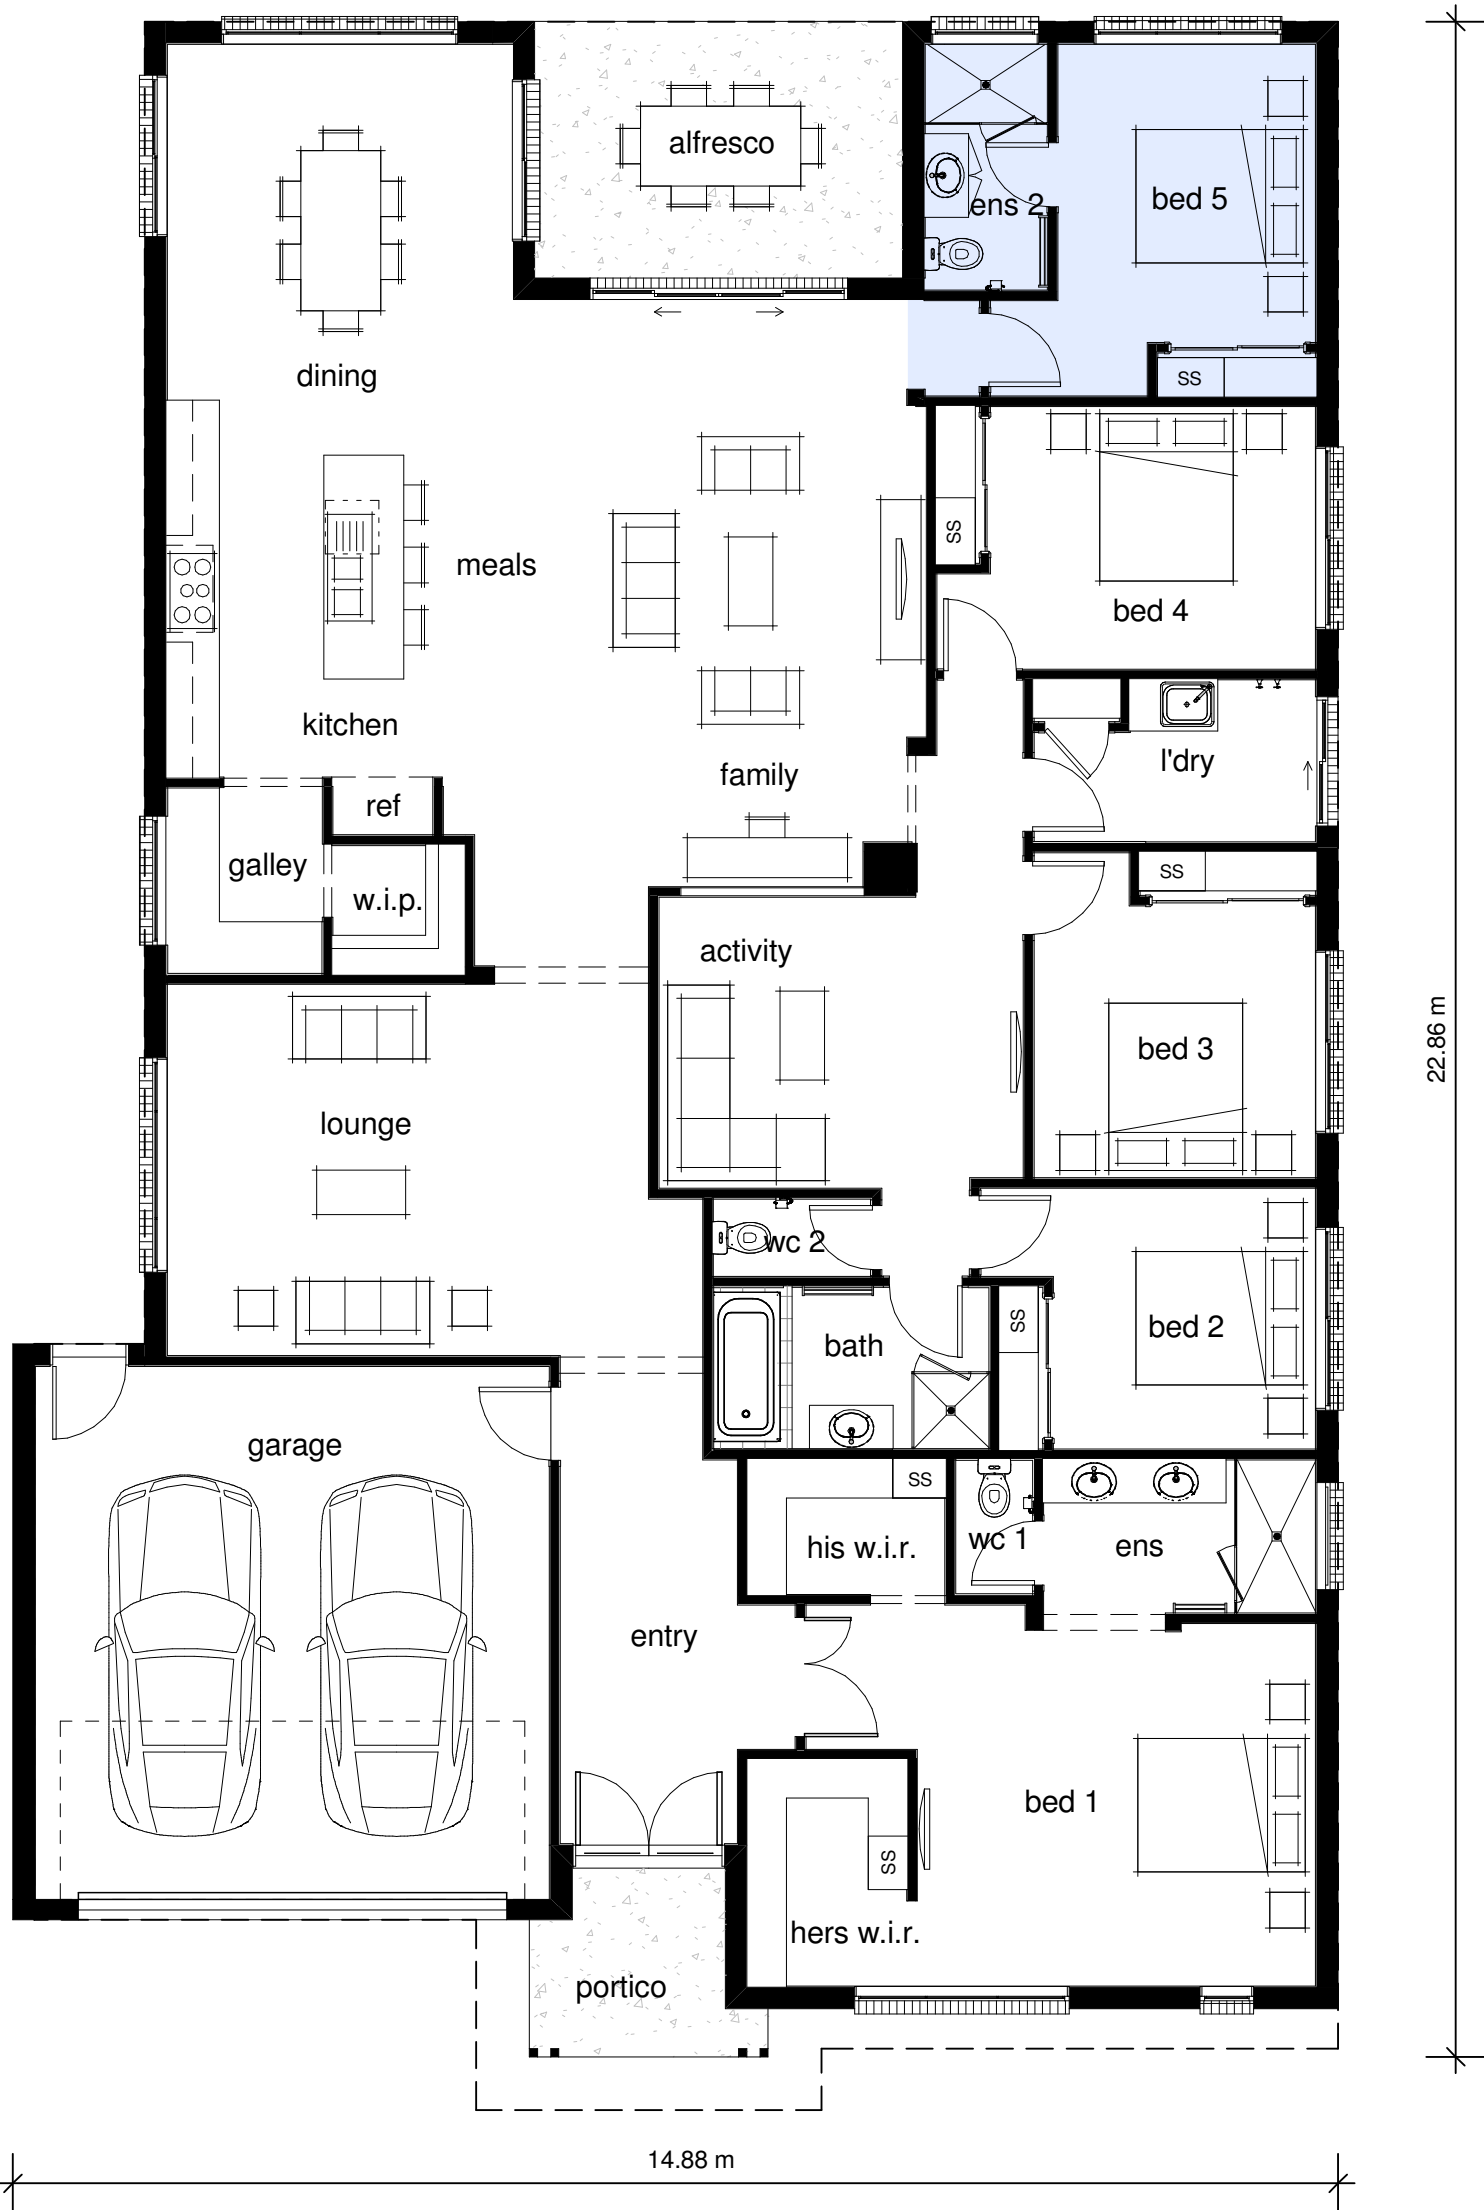 alfresco
bed 5
ens 2
dining
SS
SS
meals
bed 4
kitchen
l'dry
family
ref
galley
w.i.p.
SS
activity
bed 3
22.86 m
lounge
wc 2
bath
SS
bed 2
garage
SS
his w.i.r.
wc 1
ens
entry
bed 1
SS
hers w.i.r.
portico
14.88 m